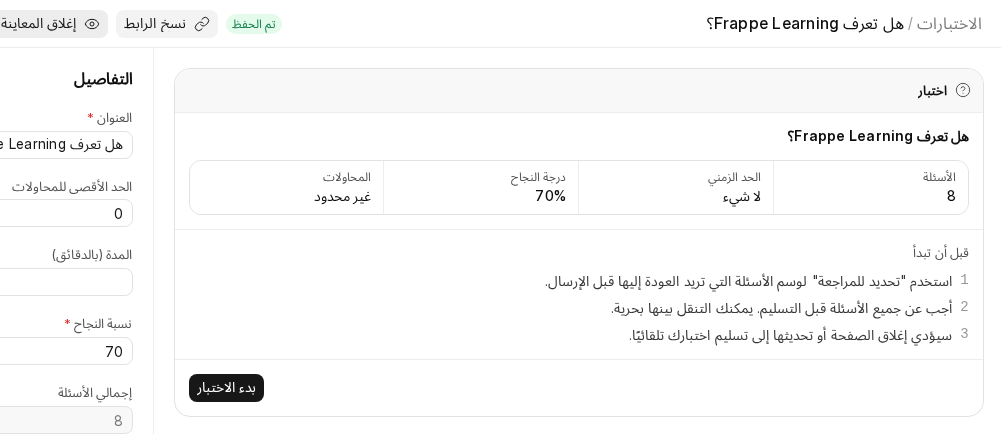 الاختبارات / هل تعرف Frappe Learning؟
تم الحفظ
نسخ الرابط
إغلاق المعاينة
اختبار
هل تعرف Frappe Learning؟
الأسئلة
8
الحد الزمني
لا شيء
درجة النجاح
70%
المحاولات
غير محدود
قبل أن تبدأ
1 استخدم "تحديد للمراجعة" لوسم الأسئلة التي تريد العودة إليها قبل الإرسال.
2 أجب عن جميع الأسئلة قبل التسليم. يمكنك التنقل بينها بحرية.
3 سيؤدي إغلاق الصفحة أو تحديثها إلى تسليم اختبارك تلقائيًا.
بدء الاختبار
التفاصيل
العنوان *
هل تعرف Learning
الحد الأقصى للمحاولات
0
المدة (بالدقائق)
نسبة النجاح *
70
إجمالي الأسئلة
8